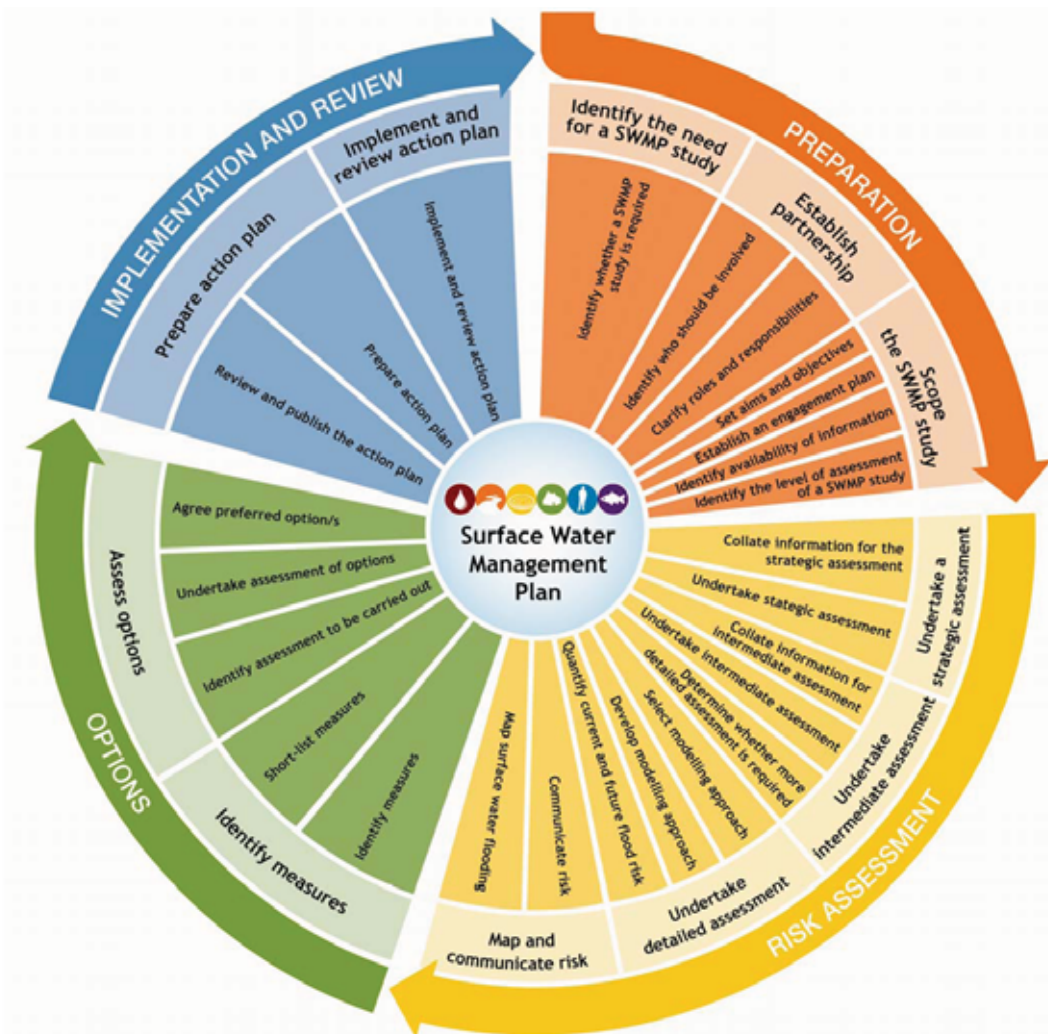 PREPARATION
Identify the need
for a SWMP study
Identify whether a SWMP
study is required
Establish
partnership
Identify who should be involved
Clarify roles and responsibilities
Scope
the SWMP study
Set aims and objectives
Establish an engagement plan
Identify availability of information
Identify the level of assessment
of a SWMP study
RISK ASSESSMENT
Undertake a
strategic assessment
Collate information for the
strategic assessment
Undertake stategic assessment
Undertake
intermediate assessment
Collate information for
intermediate assessment
Undertake intermediate assessment
Determine whether more
detailed assessment is required
Undertake
detailed assessment
Select modelling approach
Develop modelling approach
Quantify current and future flood risk
Map and
communicate risk
Communicate risk
Map surface water flooding
OPTIONS
Identify measures
Identify measures
Short-list measures
Assess options
Identify assessment to be carried out
Undertake assessment of options
Agree preferred option/s
IMPLEMENTATION AND REVIEW
Prepare action plan
Review and publish the action plan
Prepare action plan
Implement and
review action plan
Implement and review action plan
Surface Water
Management
Plan